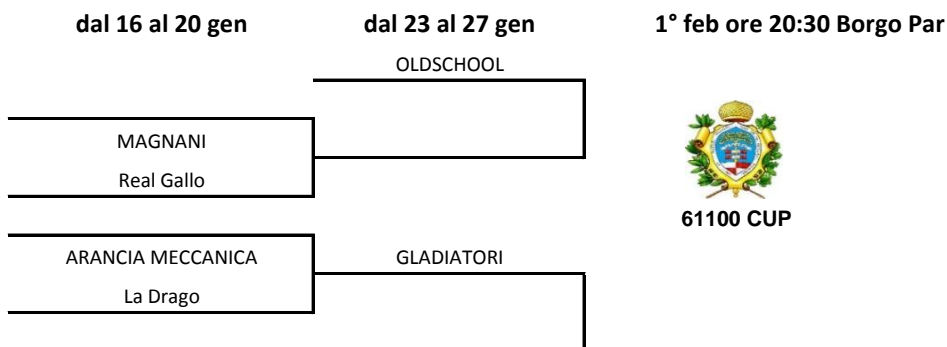 dal 16 al 20 gen dal 23 al 27 gen 1° feb ore 20:30 Borgo Par
OLDSCHOOL
MAGNANI
Real Gallo
61100 CUP
ARANCIA MECCANICA GLADIATORI
La Drago